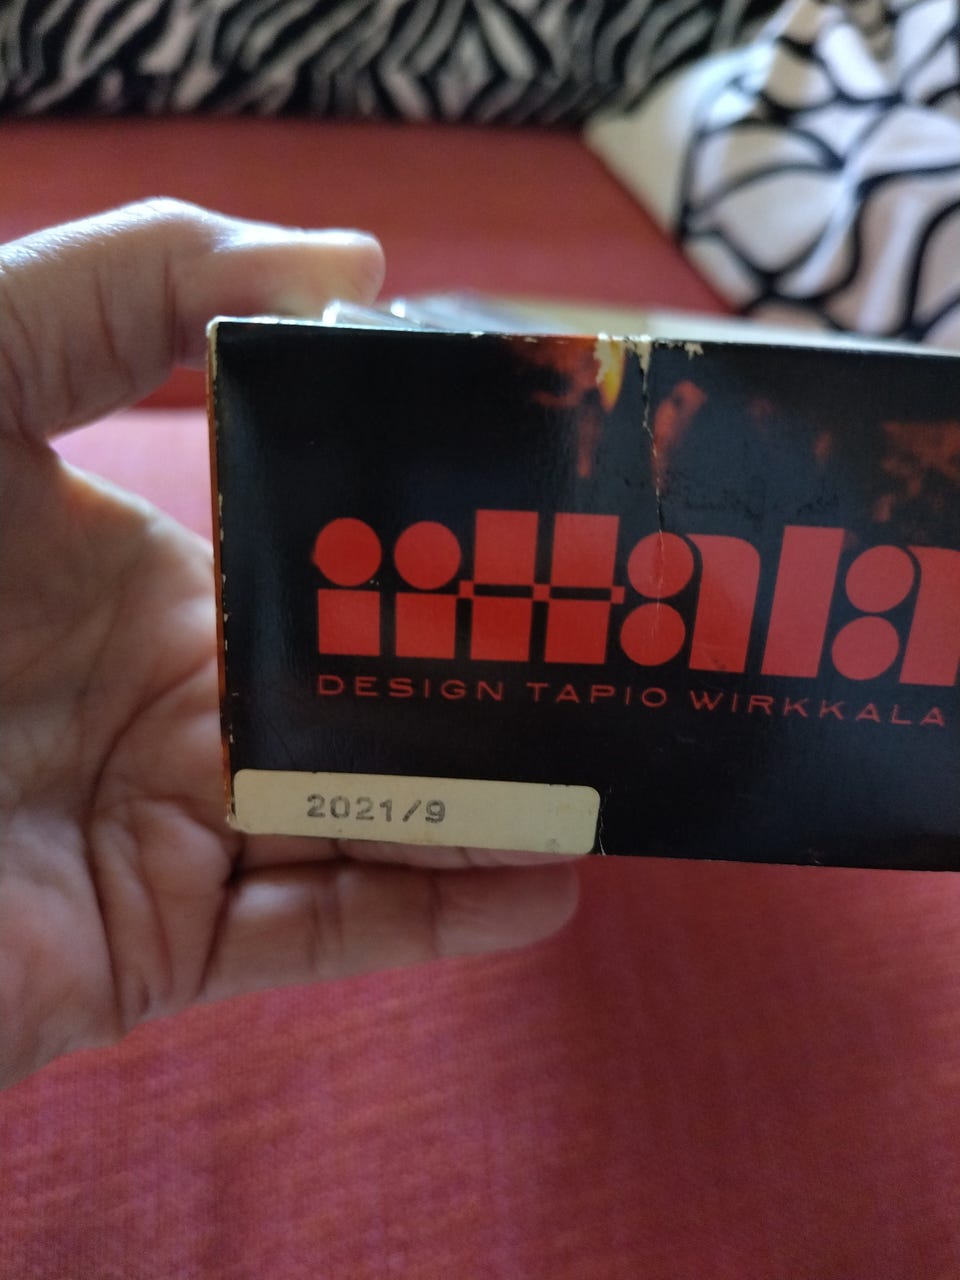 iittala
DESIGN TAPIO WIRKKALA
2021/9